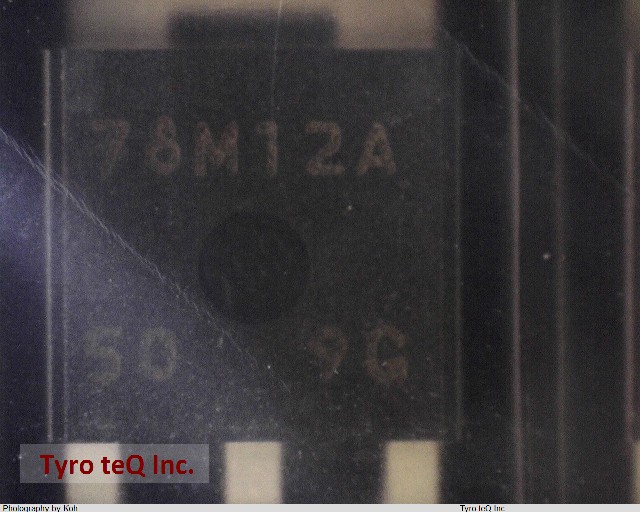 78M12A
50 9G
Tyro teQ Inc.
Photography by Koh Tyro teQ Inc